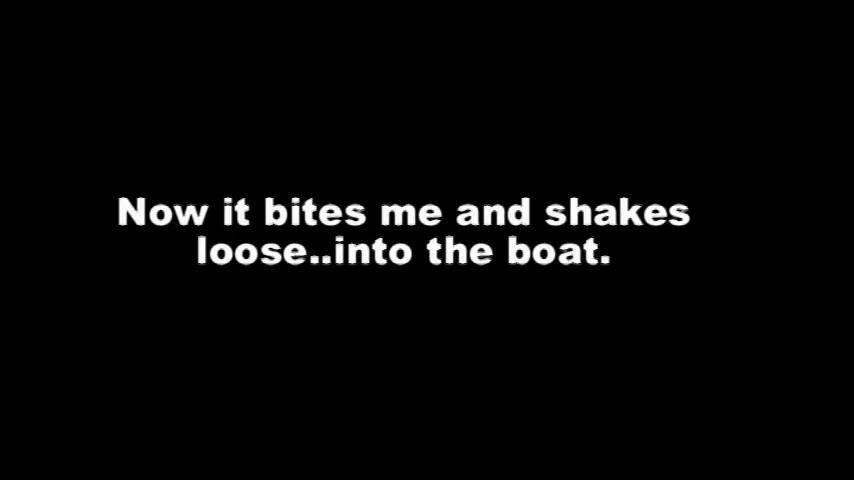 Now it bites me and shakes
loose..into the boat.